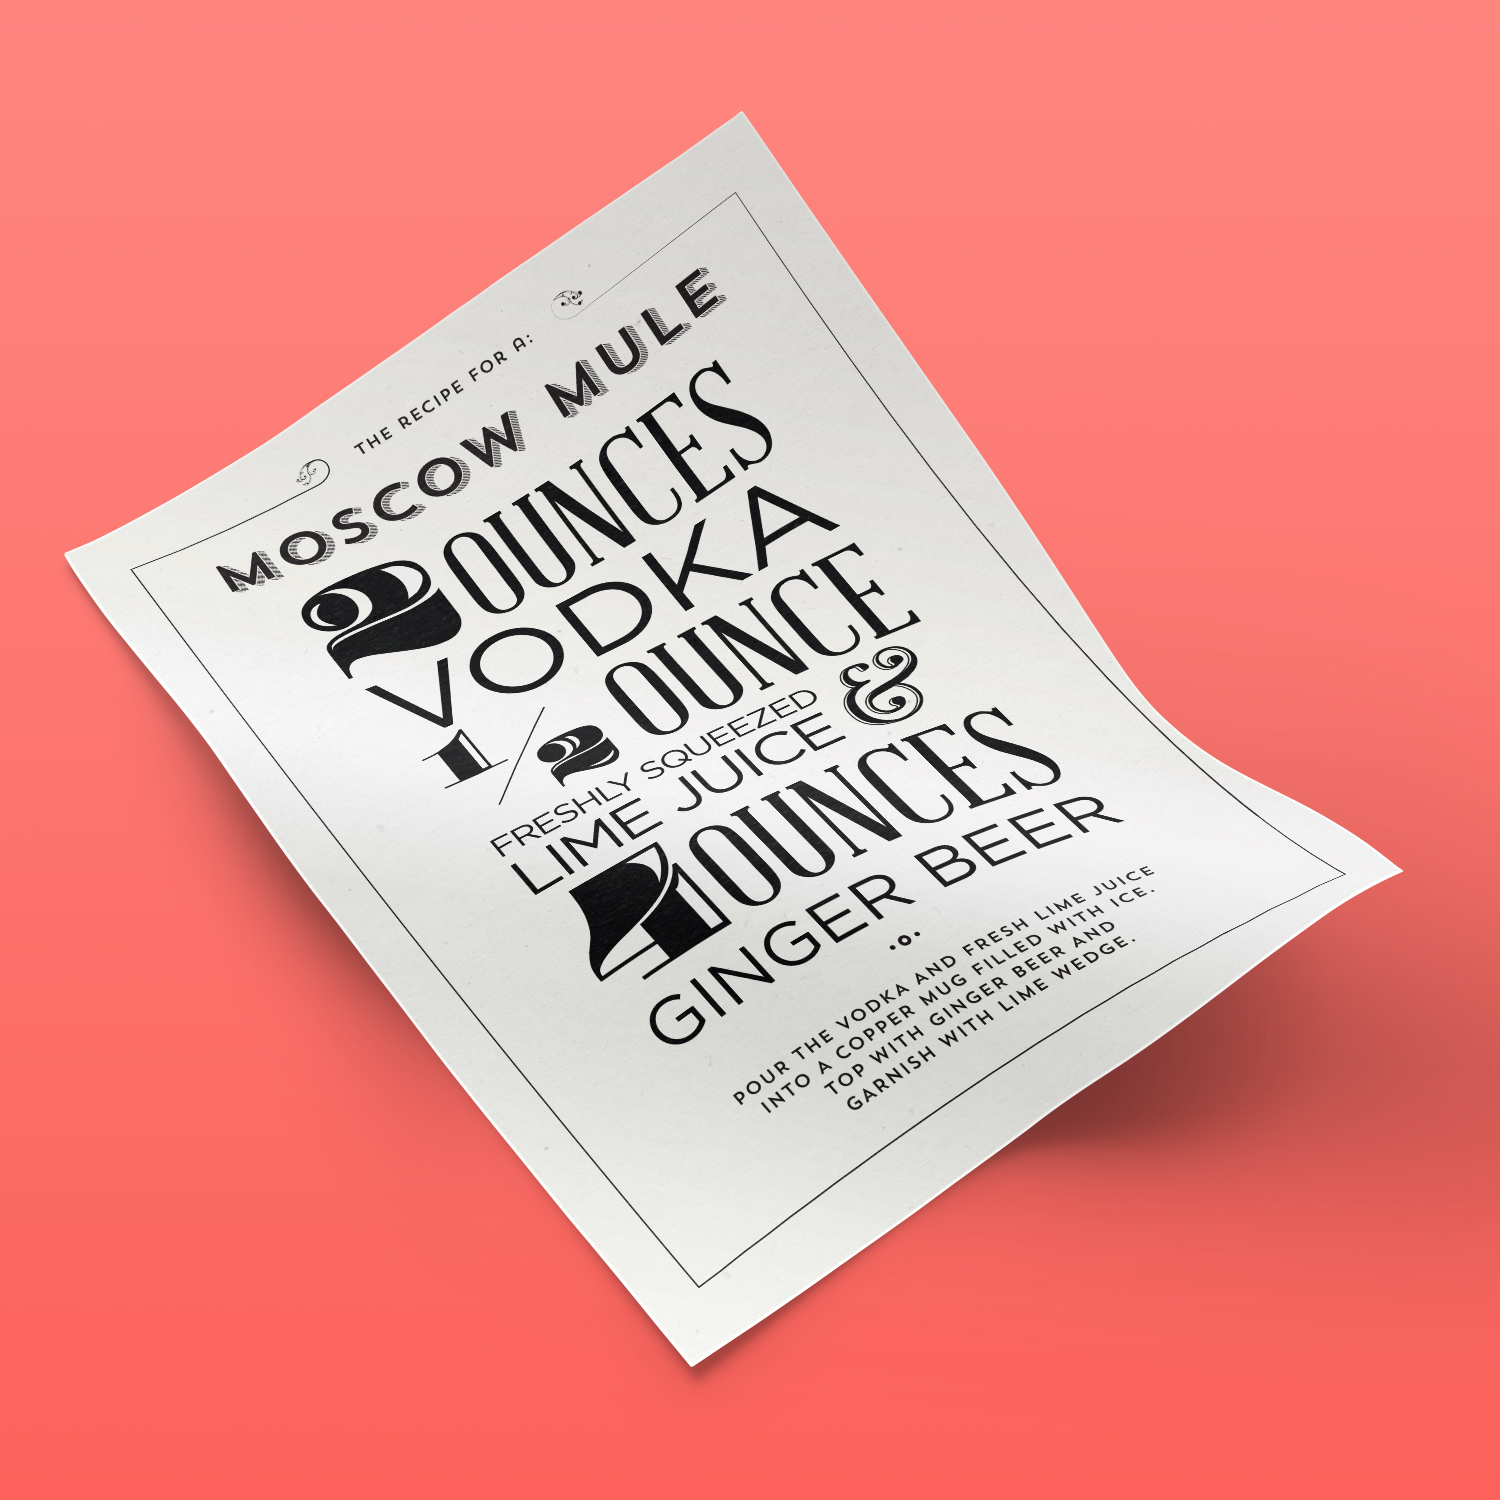 THE RECIPE FOR A:
MOSCOW MULE
2 OUNCES
VODKA
1/2 OUNCE
FRESHLY SQUEEZED
LIME JUICE &
4 OUNCES
GINGER BEER
POUR THE VODKA AND FRESH LIME JUICE
INTO A COPPER MUG FILLED WITH ICE.
TOP WITH GINGER BEER AND
GARNISH WITH LIME WEDGE.